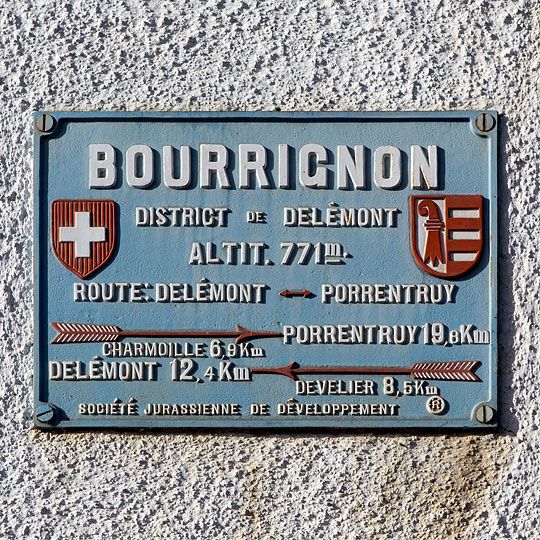 BOURRIGNON
DISTRICT DE DELÉMONT
ALTIT. 771m.
ROUTE: DELÉMONT ↔ PORRENTRUY
PORRENTRUY 19,8Km
CHARMOILLE 6,9Km
DELÉMONT 12,4Km
DEVELIER 8,5Km
SOCIÉTÉ JURASSIENNE DE DÉVELOPPEMENT